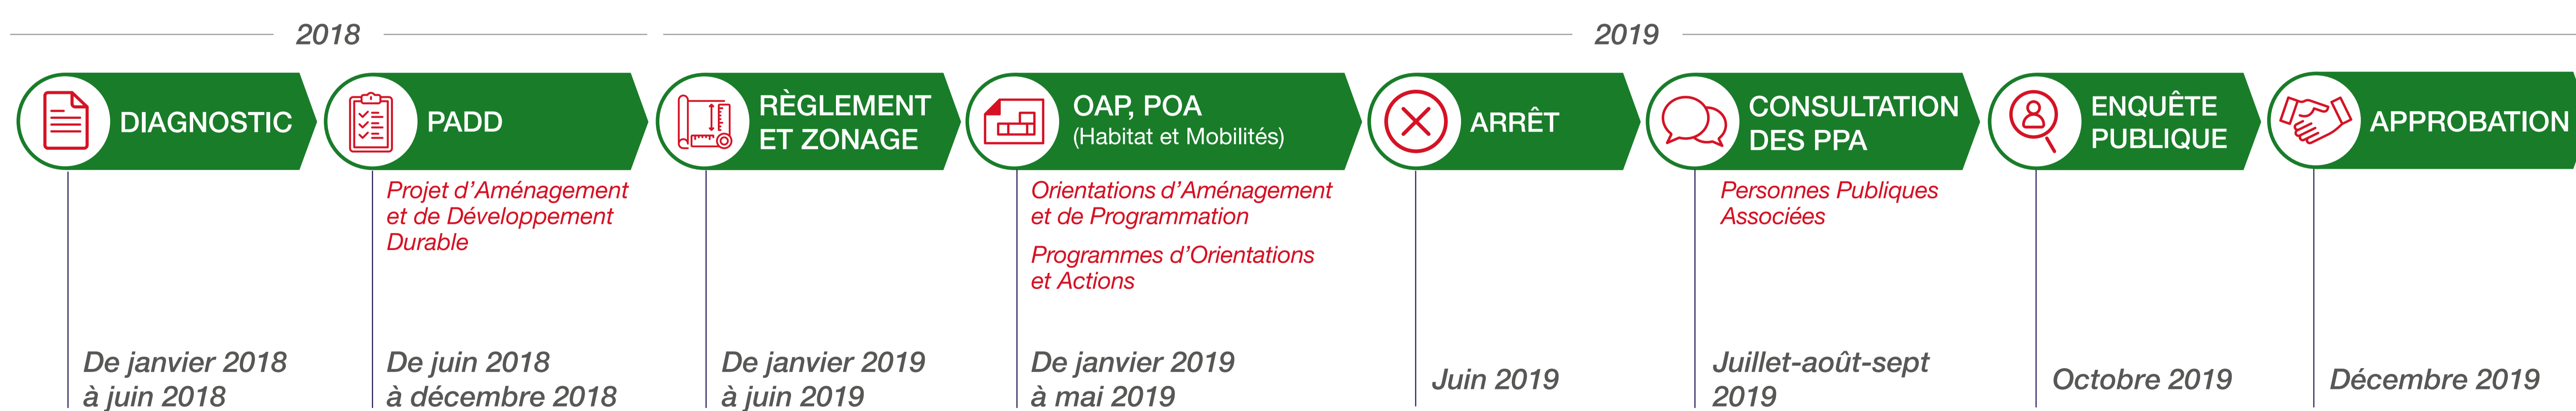 2018
2019
DIAGNOSTIC
PADD
RÈGLEMENT
ET ZONAGE
OAP, POA
(Habitat et Mobilités)
ARRÊT
CONSULTATION
DES PPA
ENQUÊTE
PUBLIQUE
APPROBATION
Projet d’Aménagement
et de Développement
Durable
Orientations d’Aménagement
et de Programmation
Programmes d’Orientations
et Actions
Personnes Publiques
Associées
De janvier 2018
à juin 2018
De juin 2018
à décembre 2018
De janvier 2019
à juin 2019
De janvier 2019
à mai 2019
Juin 2019
Juillet-août-sept
2019
Octobre 2019
Décembre 2019